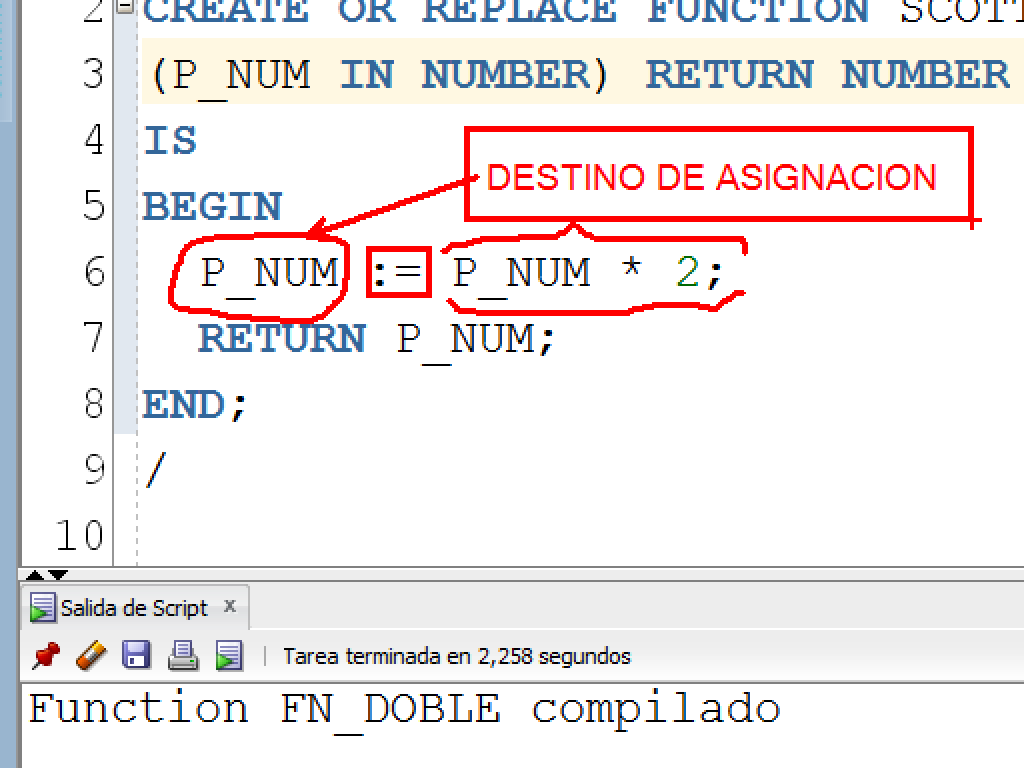 2 CREATE OR REPLACE FUNCTION SCOTT
3 (P_NUM IN NUMBER) RETURN NUMBER
4 IS
DESTINO DE ASIGNACION
5 BEGIN
6 P_NUM := P_NUM * 2;
7 RETURN P_NUM;
8 END;
9 /
10
Salida de Script x
Tarea terminada en 2,258 segundos
Function FN_DOBLE compilado